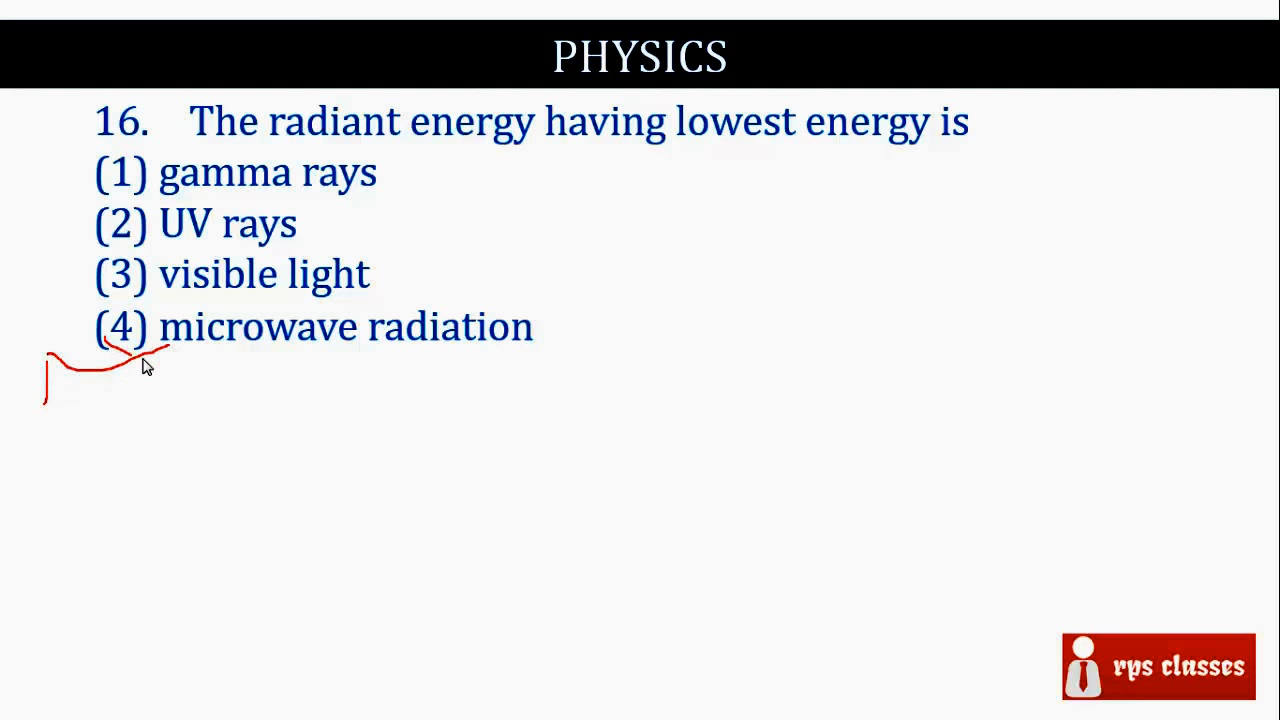 PHYSICS
16. The radiant energy having lowest energy is
(1) gamma rays
(2) UV rays
(3) visible light
(4) microwave radiation
rps classes